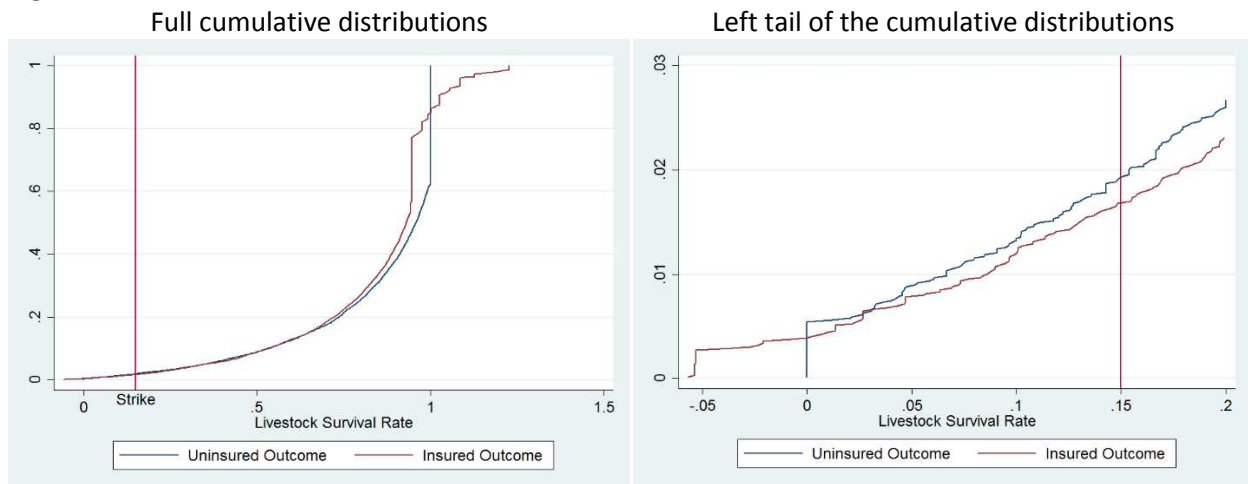 Full cumulative distributions
1
.8
.6
.4
.2
0
0
.5
1
1.5
Strike
Livestock Survival Rate
Uninsured Outcome
Insured Outcome
Left tail of the cumulative distributions
.03
.02
.01
0
-.05
0
.05
.1
.15
.2
Livestock Survival Rate
Uninsured Outcome
Insured Outcome